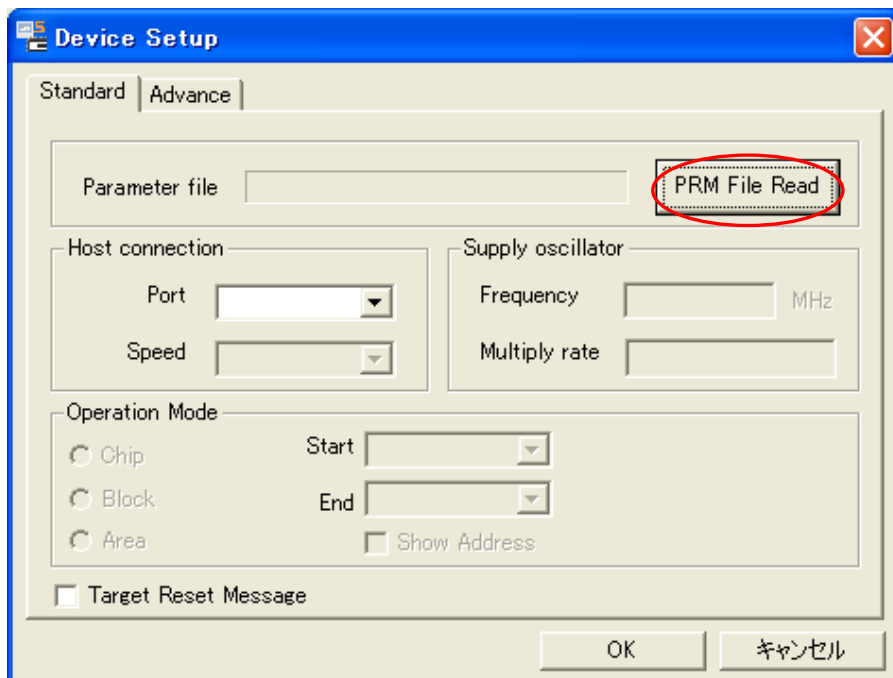 Device Setup
Standard Advance
Parameter file PRM File Read
Host connection
Port
Speed
Supply oscillator
Frequency MHz
Multiply rate
Operation Mode
Chip
Block
Area
Start
End
Show Address
Target Reset Message
OK キャンセル